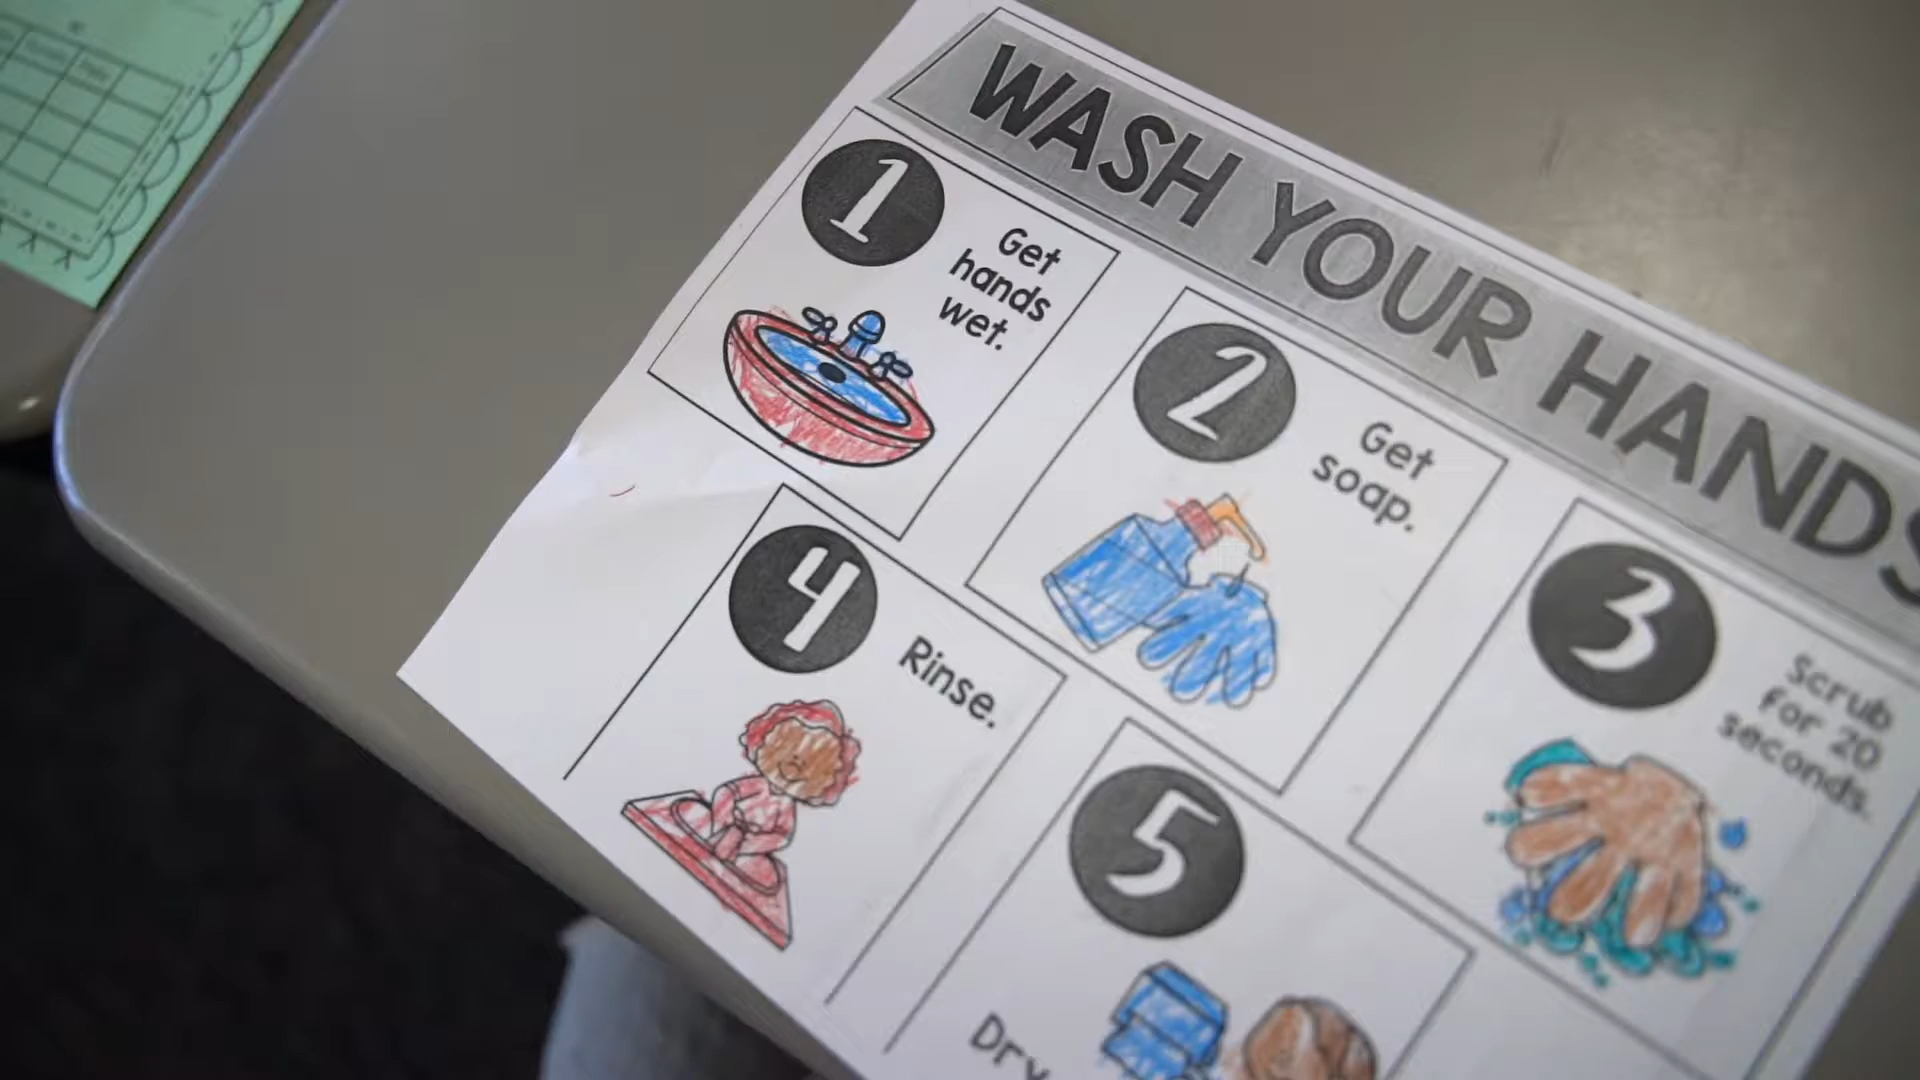 WASH YOUR HANDS
1
Get
hands
wet.
2
Get
soap.
3
Scrub
for 20
seconds.
4
Rinse.
5
Dry